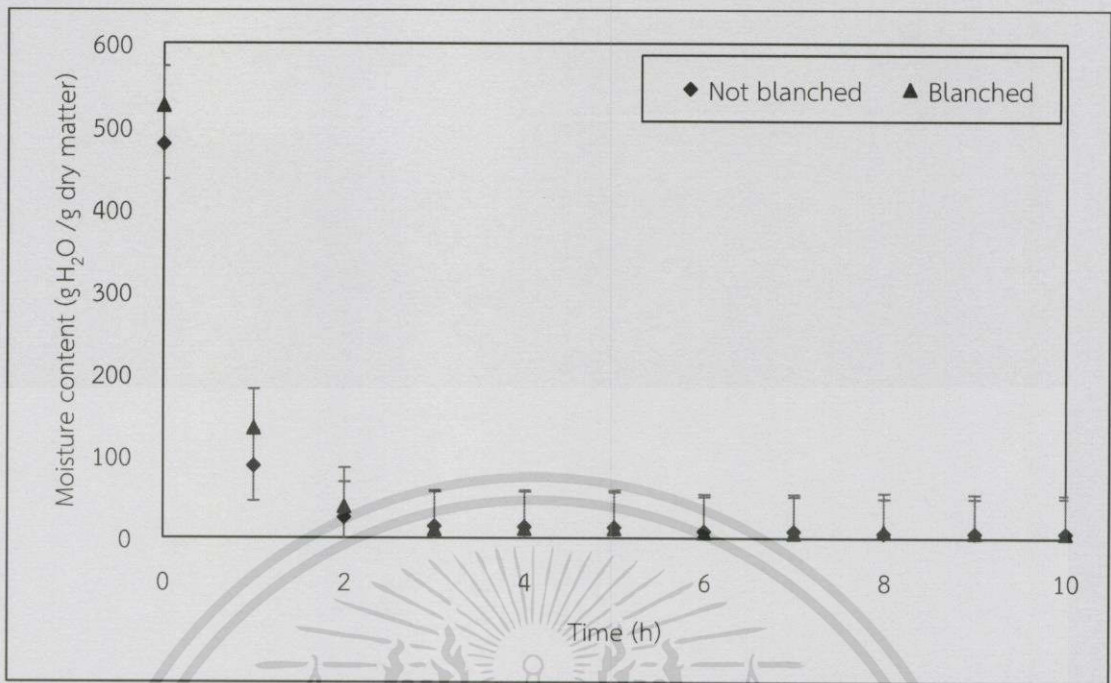 600
500
400
300
200
100
0
Moisture content (g H₂O /g dry matter)
◆ Not blanched ▲ Blanched
0 2 4 6 8 10
Time (h)